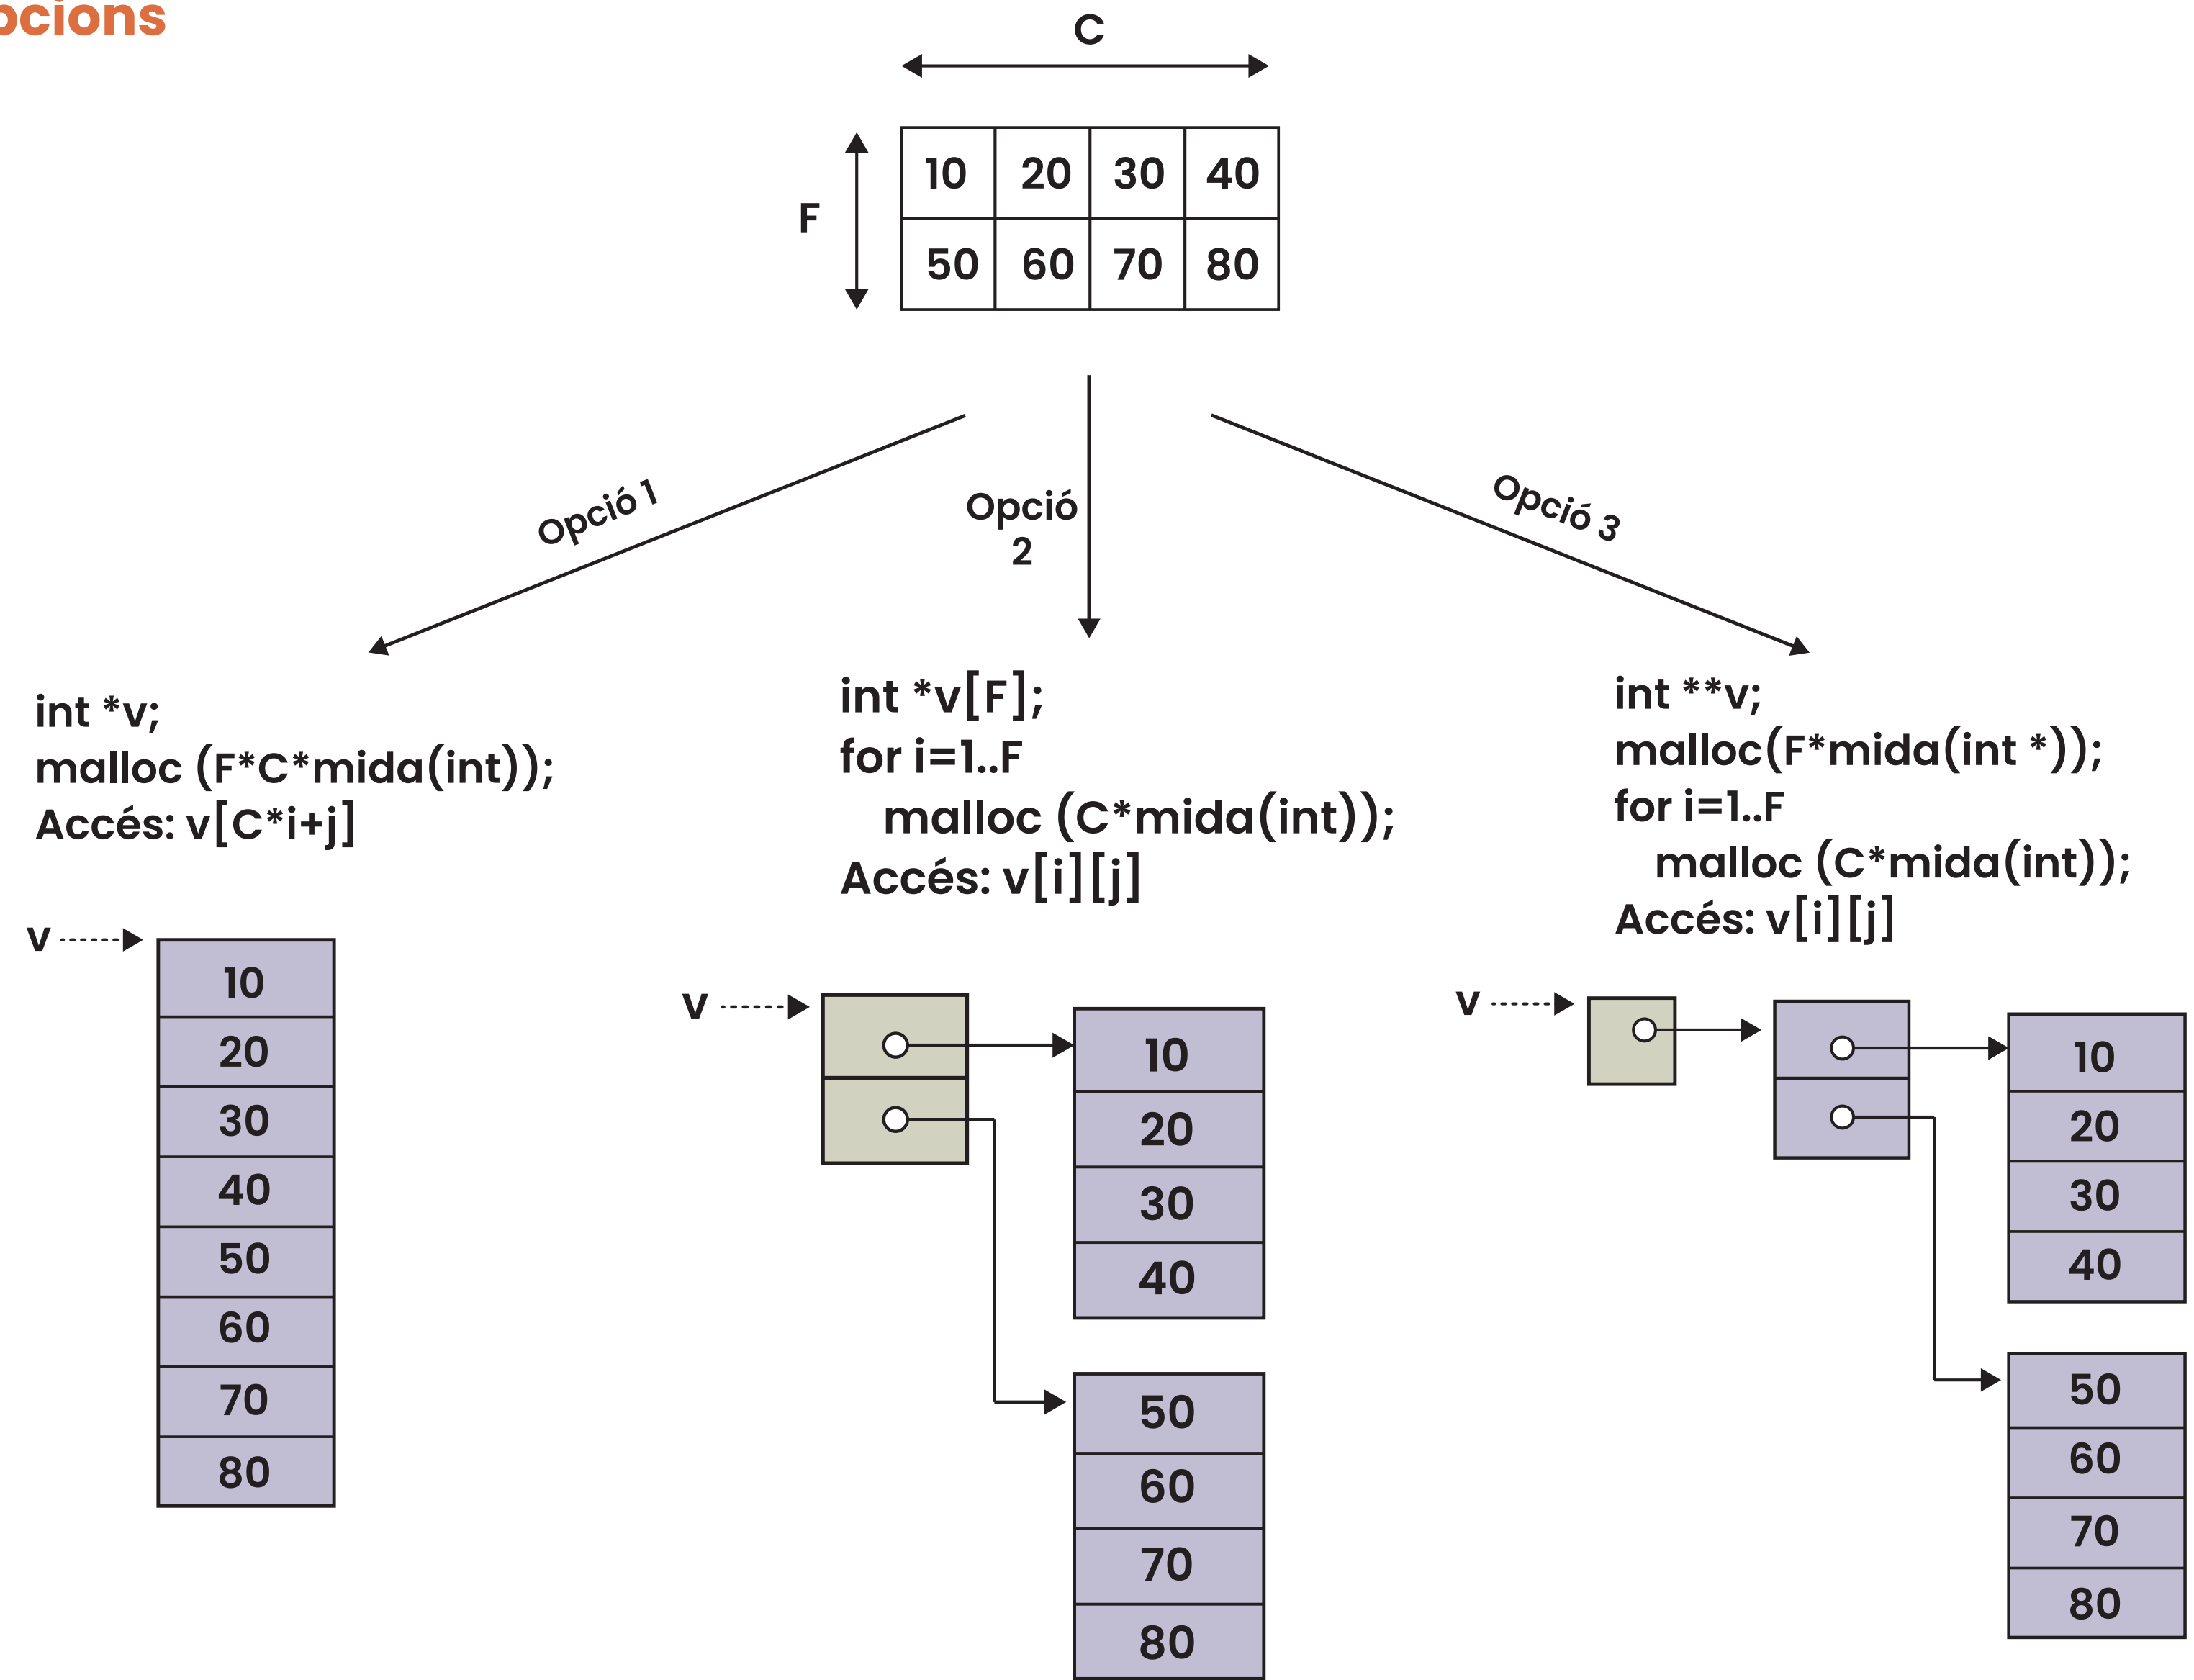 pcions
C
F
10 20 30 40
50 60 70 80
Opció 1
Opció
2
Opció 3
int *v;
malloc (F*C*mida(int));
Accés: v[C*i+j]
v
10
20
30
40
50
60
70
80
int *v[F];
for i=1..F
malloc (C*mida(int));
Accés: v[i][j]
v
10
20
30
40
50
60
70
80
int **v;
malloc(F*mida(int *));
for i=1..F
malloc (C*mida(int));
Accés: v[i][j]
v
10
20
30
40
50
60
70
80